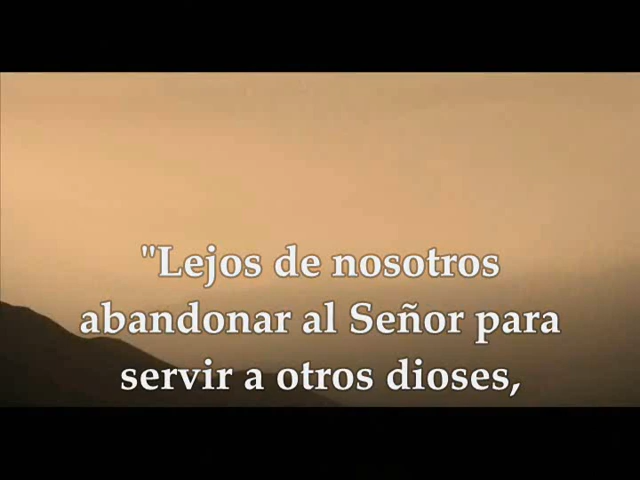 "Lejos de nosotros
abandonar al Señor para
servir a otros dioses,